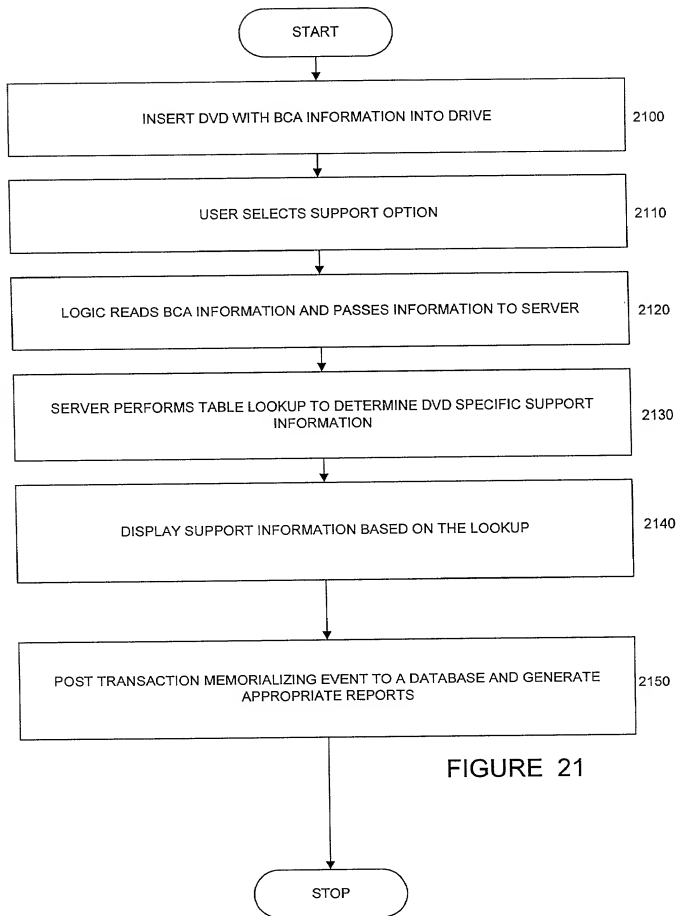 START
INSERT DVD WITH BCA INFORMATION INTO DRIVE
2100
USER SELECTS SUPPORT OPTION
2110
LOGIC READS BCA INFORMATION AND PASSES INFORMATION TO SERVER
2120
SERVER PERFORMS TABLE LOOKUP TO DETERMINE DVD SPECIFIC SUPPORT
INFORMATION
2130
DISPLAY SUPPORT INFORMATION BASED ON THE LOOKUP
2140
POST TRANSACTION MEMORIALIZING EVENT TO A DATABASE AND GENERATE
APPROPRIATE REPORTS
2150
FIGURE 21
STOP